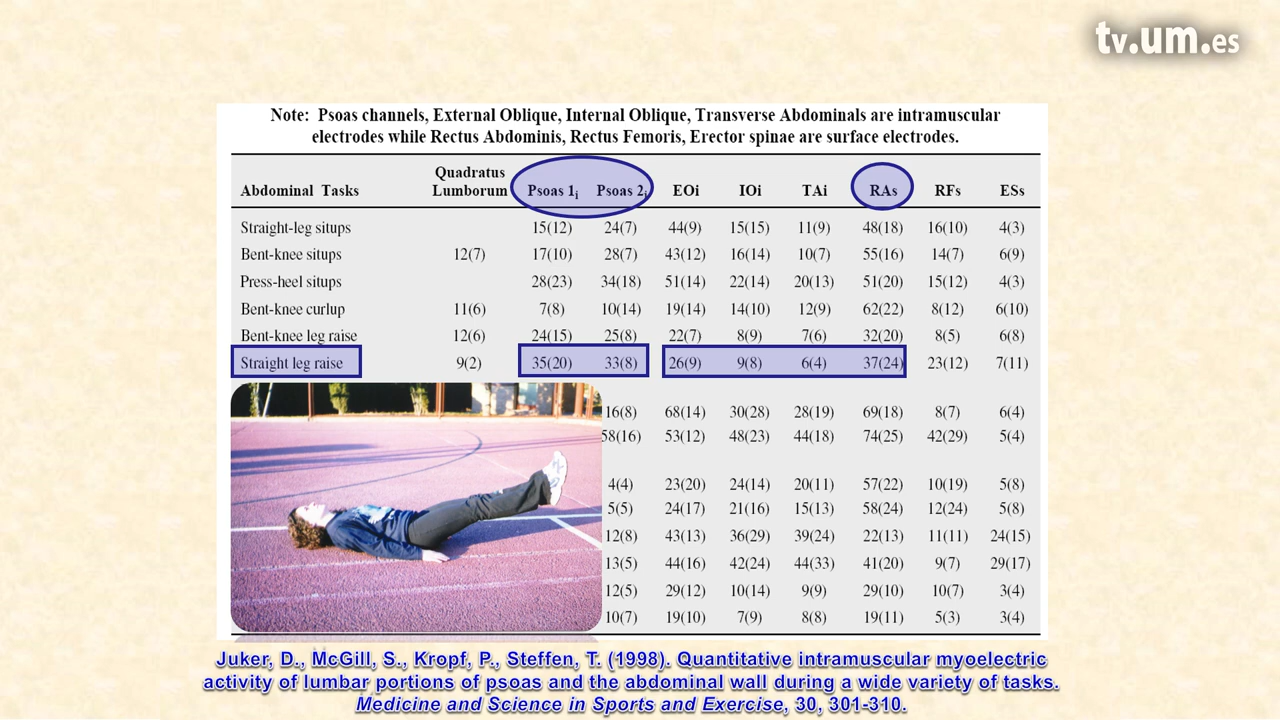 tv.um.es
Note: Psoas channels, External Oblique, Internal Oblique, Transverse Abdominals are intramuscular
electrodes while Rectus Abdominis, Rectus Femoris, Erector spinae are surface electrodes.
Quadratus
Abdominal Tasks Lumborum Psoas 1i Psoas 2i EOi IOi TAi RAs RFs ESs
Straight-leg situps 15(12) 24(7) 44(9) 15(15) 11(9) 48(18) 16(10) 4(3)
Bent-knee situps 12(7) 17(10) 28(7) 43(12) 16(14) 10(7) 55(16) 14(7) 6(9)
Press-heel situps 28(23) 34(18) 51(14) 22(14) 20(13) 51(20) 15(12) 4(3)
Bent-knee curlup 11(6) 7(8) 10(14) 19(14) 14(10) 12(9) 62(22) 8(12) 6(10)
Bent-knee leg raise 12(6) 24(15) 25(8) 22(7) 8(9) 7(6) 32(20) 8(5) 6(8)
Straight leg raise 9(2) 35(20) 33(8) 26(9) 9(8) 6(4) 37(24) 23(12) 7(11)
16(8) 68(14) 30(28) 28(19) 69(18) 8(7) 6(4)
58(16) 53(12) 48(23) 44(18) 74(25) 42(29) 5(4)
4(4) 23(20) 24(14) 20(11) 57(22) 10(19) 5(8)
5(5) 24(17) 21(16) 15(13) 58(24) 12(24) 5(8)
12(8) 43(13) 36(29) 39(24) 22(13) 11(11) 24(15)
13(5) 44(16) 42(24) 44(33) 41(20) 9(7) 29(17)
12(5) 29(12) 10(14) 9(9) 29(10) 10(7) 3(4)
10(7) 19(10) 7(9) 8(8) 19(11) 5(3) 3(4)
Juker, D., McGill, S., Kropf, P., Steffen, T. (1998). Quantitative intramuscular myoelectric
activity of lumbar portions of psoas and the abdominal wall during a wide variety of tasks.
Medicine and Science in Sports and Exercise, 30, 301-310.